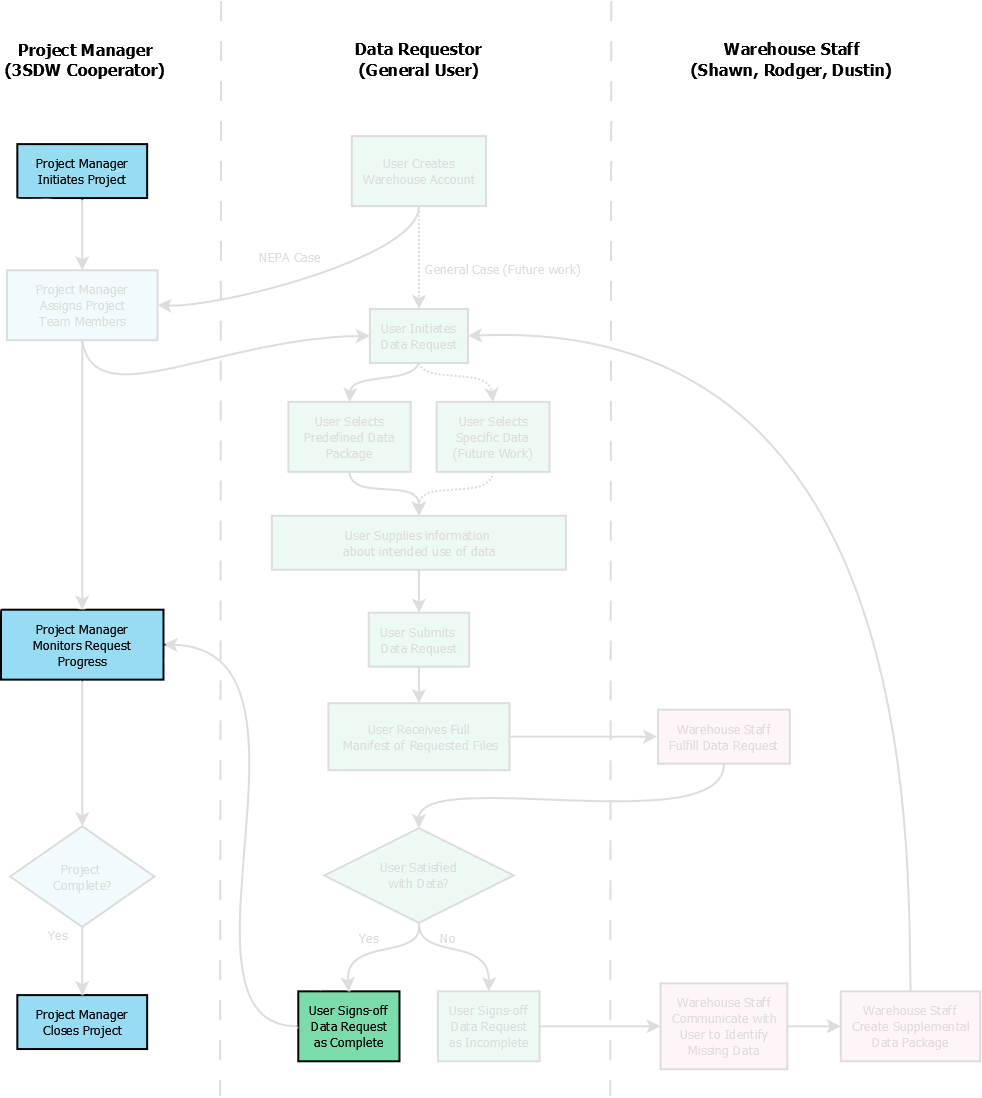 Project Manager
(3SDW Cooperator)
Data Requestor
(General User)
Warehouse Staff
(Shawn, Rodger, Dustin)
Project Manager
Initiates Project
User Creates
Warehouse Account
NEPA Case
General Case (Future work)
Project Manager
Assigns Project
Team Members
User Initiates
Data Request
User Selects
Predefined Data
Package
User Selects
Specific Data
(Future Work)
User Supplies information
about intended use of data
Project Manager
Monitors Request
Progress
User Submits
Data Request
User Receives Full
Manifest of Requested Files
Warehouse Staff
Fulfill Data Request
Project
Complete?
User Satisfied
with Data?
Yes
Yes
No
Project Manager
Closes Project
User Signs-off
Data Request
as Complete
User Signs-off
Data Request
as Incomplete
Warehouse Staff
Communicate with
User to Identify
Missing Data
Warehouse Staff
Create Supplemental
Data Package